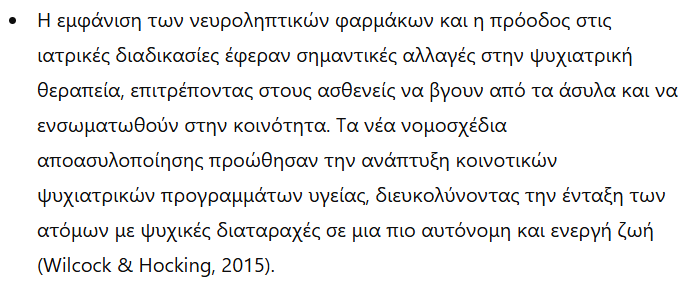 • Η εμφάνιση των νευροληπτικών φαρμάκων και η πρόοδος στις
ιατρικές διαδικασίες έφεραν σημαντικές αλλαγές στην ψυχιατρική
θεραπεία, επιτρέποντας στους ασθενείς να βγουν από τα άσυλα και να
ενσωματωθούν στην κοινότητα. Τα νέα νομοσχέδια
αποασυλοποίησης προώθησαν την ανάπτυξη κοινοτικών
ψυχιατρικών προγραμμάτων υγείας, διευκολύνοντας την ένταξη των
ατόμων με ψυχικές διαταραχές σε μια πιο αυτόνομη και ενεργή ζωή
(Wilcock & Hocking, 2015).